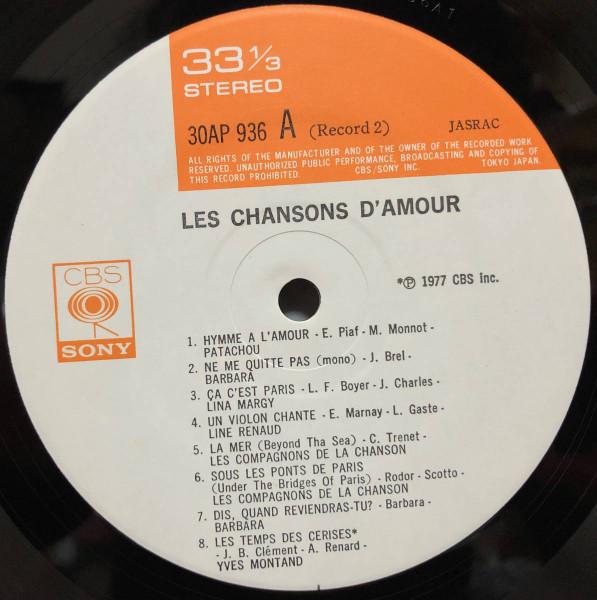 33 1/3
STEREO
30AP 936 A (Record 2) JASRAC
ALL RIGHTS OF THE MANUFACTURER AND OF THE OWNER OF THE RECORDED WORK
RESERVED. UNAUTHORIZED PUBLIC PERFORMANCE, BROADCASTING AND COPYING OF
THIS RECORD PROHIBITED. CBS/SONY INC. TOKYO JAPAN.
LES CHANSONS D'AMOUR
CBS
SONY
*Ⓟ 1977 CBS inc.
1. HYMME A L'AMOUR - E. Piaf - M. Monnot -
PATACHOU
2. NE ME QUITTE PAS (mono) - J. Brel -
BARBARA
3. ÇA C'EST PARIS - L. F. Boyer - J. Charles -
LINA MARGY
4. UN VIOLON CHANTE - E. Marnay - L. Gaste -
LINE RENAUD
5. LA MER (Beyond Tha Sea) - C. Trenet -
LES COMPAGNONS DE LA CHANSON
6. SOUS LES PONTS DE PARIS
(Under The Bridges Of Paris) - Rodor - Scotto -
LES COMPAGNONS DE LA CHANSON
7. DIS, QUAND REVIENDRAS-TU? - Barbara -
BARBARA
8. LES TEMPS DES CERISES*
- J. B. Clément - A. Renard -
YVES MONTAND